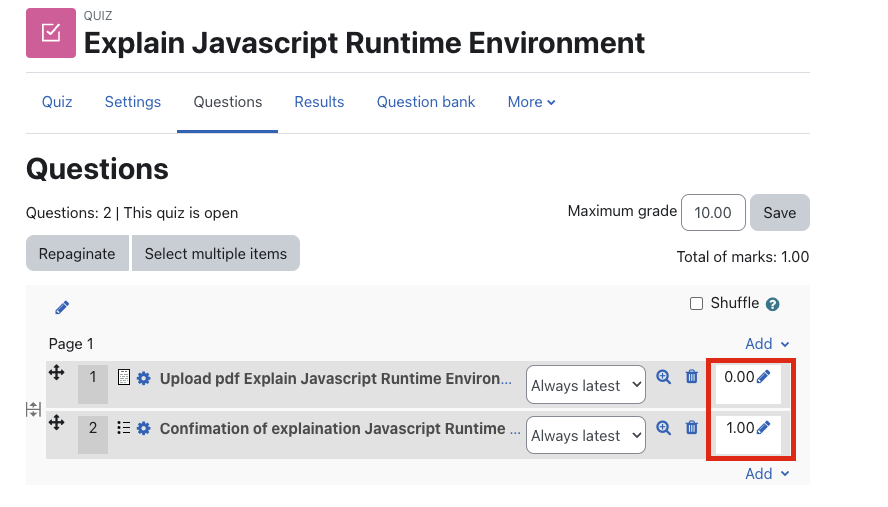 QUIZ
Explain Javascript Runtime Environment
Quiz Settings Questions Results Question bank More
Questions
Questions: 2 | This quiz is open
Maximum grade 10.00 Save
Repaginate Select multiple items
Total of marks: 1.00
Shuffle ?
Page 1 Add
1 Upload pdf Explain Javascript Runtime Environ... Always latest 0.00
2 Confimation of explaination Javascript Runtime ... Always latest 1.00
Add